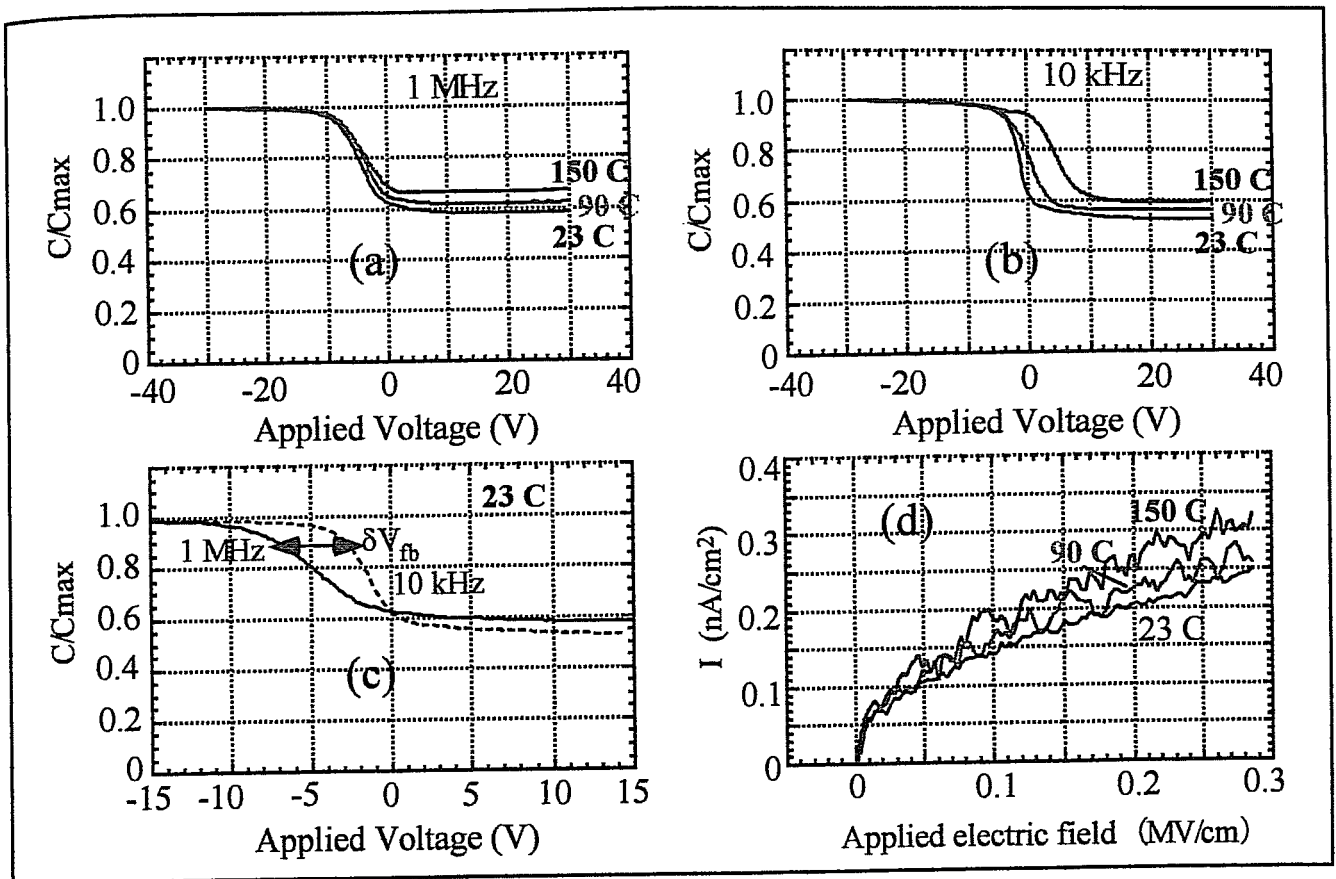 1 MHz
1.0
0.8
0.6
0.4
0.2
0
C/Cmax
150 C
90 C
23 C
(a)
-40 -20 0 20 40
Applied Voltage (V)
10 kHz
1.0
0.8
0.6
0.4
0.2
0
C/Cmax
150 C
90 C
23 C
(b)
-40 -20 0 20 40
Applied Voltage (V)
23 C
1.0
0.8
0.6
0.4
0.2
0
C/Cmax
1 MHz
δVfb
10 kHz
(c)
-15 -10 -5 0 5 10 15
Applied Voltage (V)
0.4
0.3
0.2
0.1
0
I (nA/cm²)
(d)
150 C
90 C
23 C
0 0.1 0.2 0.3
Applied electric field (MV/cm)